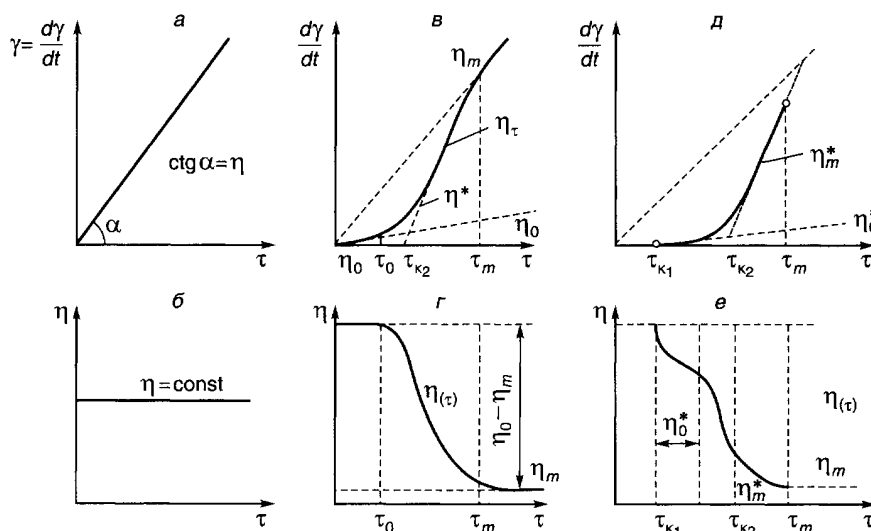 а
γ= dγ/dt
ctg α=η
α
τ
в
dγ/dt
η_m
η_τ
η*
η_0
η_0 τ_0 τ_к2 τ_m τ
д
dγ/dt
η*_m
τ_к1 τ_к2 τ_m τ
б
η
η=const
τ
г
η
η_(τ)
η_0–η_m
η_m
τ_0 τ_m τ
е
η
η_(τ)
η*_0
η_m
η*_m
τ_к1 τ_к2 τ_m τ